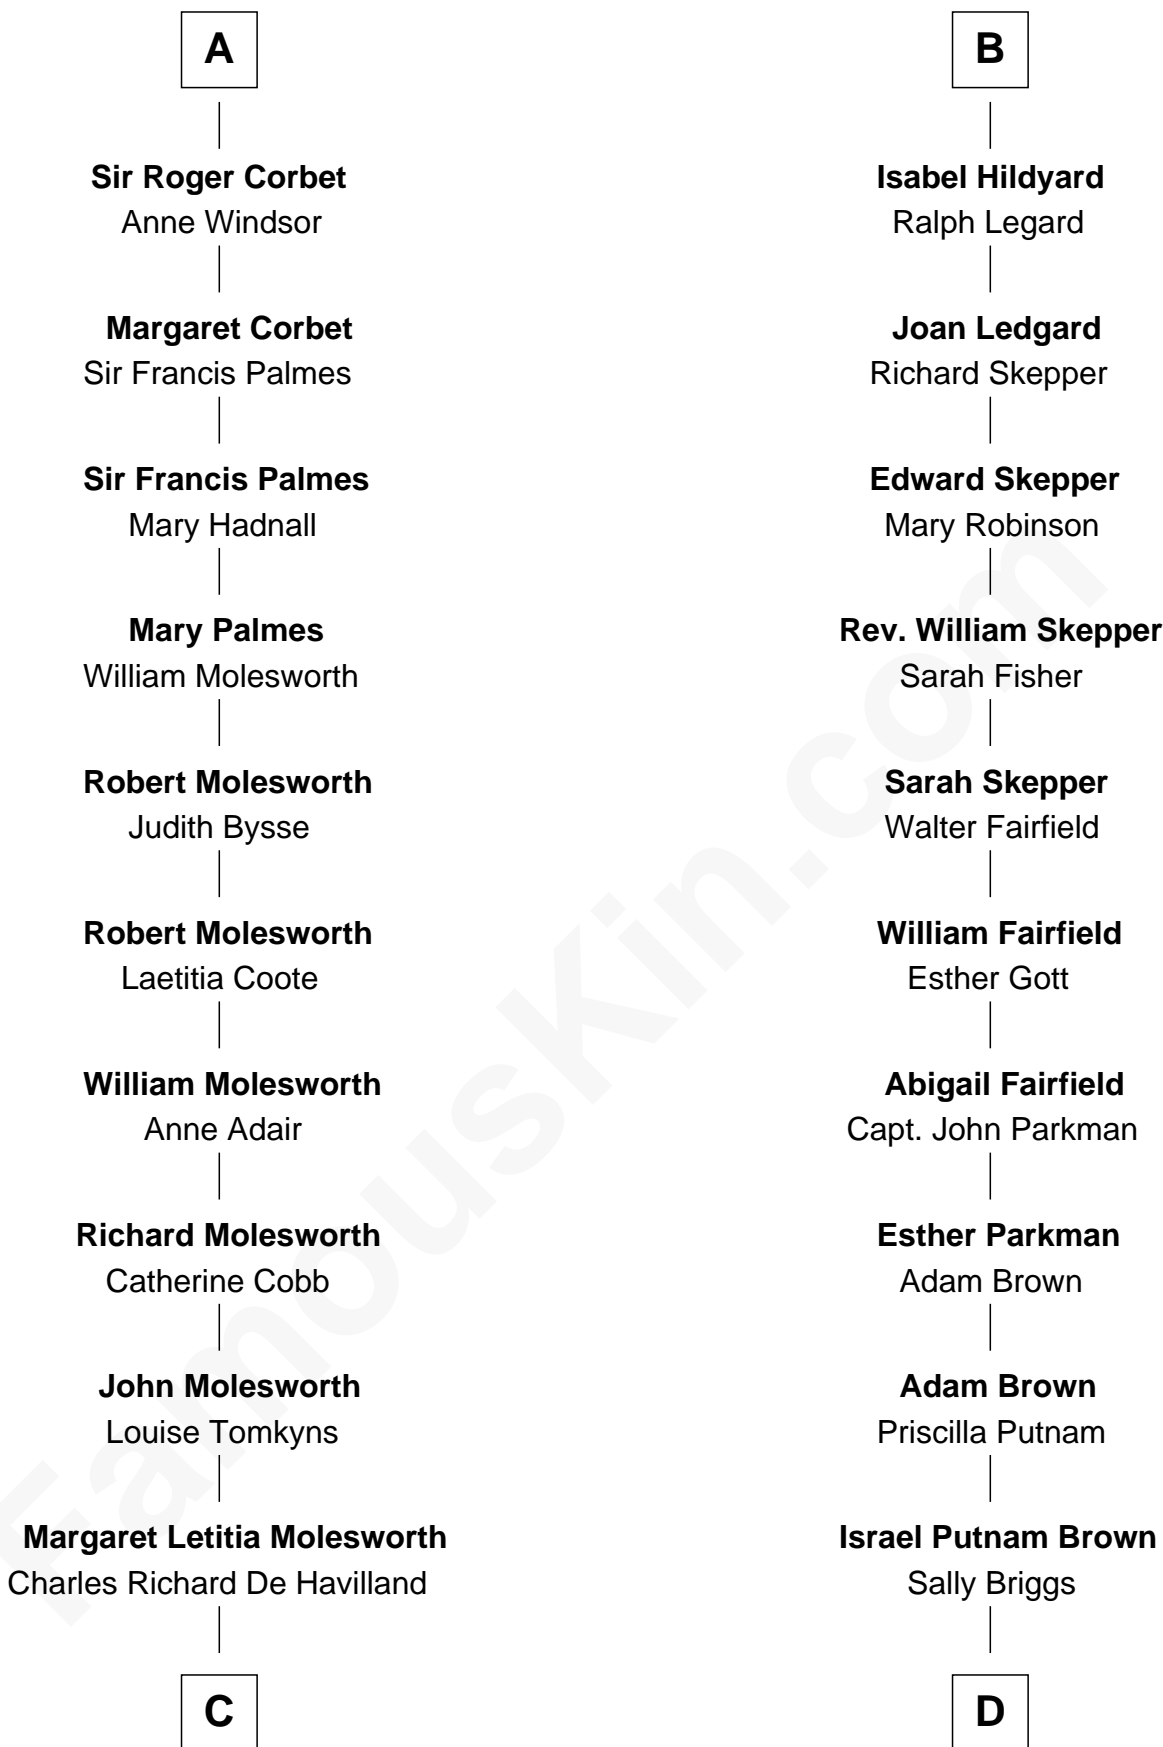 A
Sir Roger Corbet
Anne Windsor
Margaret Corbet
Sir Francis Palmes
Sir Francis Palmes
Mary Hadnall
Mary Palmes
William Molesworth
Robert Molesworth
Judith Bysse
Robert Molesworth
Laetitia Coote
William Molesworth
Anne Adair
Richard Molesworth
Catherine Cobb
John Molesworth
Louise Tomkyns
Margaret Letitia Molesworth
Charles Richard De Havilland
C
B
Isabel Hildyard
Ralph Legard
Joan Ledgard
Richard Skepper
Edward Skepper
Mary Robinson
Rev. William Skepper
Sarah Fisher
Sarah Skepper
Walter Fairfield
William Fairfield
Esther Gott
Abigail Fairfield
Capt. John Parkman
Esther Parkman
Adam Brown
Adam Brown
Priscilla Putnam
Israel Putnam Brown
Sally Briggs
D
FamousKin.com